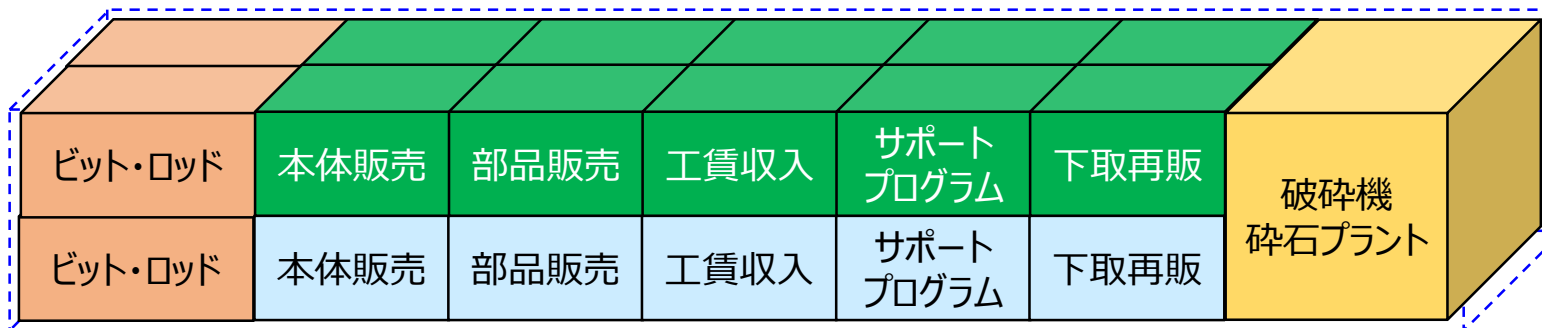 ビット・ロッド
本体販売
部品販売
工賃収入
サポート
プログラム
下取再販
破砕機
砕石プラント
ビット・ロッド
本体販売
部品販売
工賃収入
サポート
プログラム
下取再販